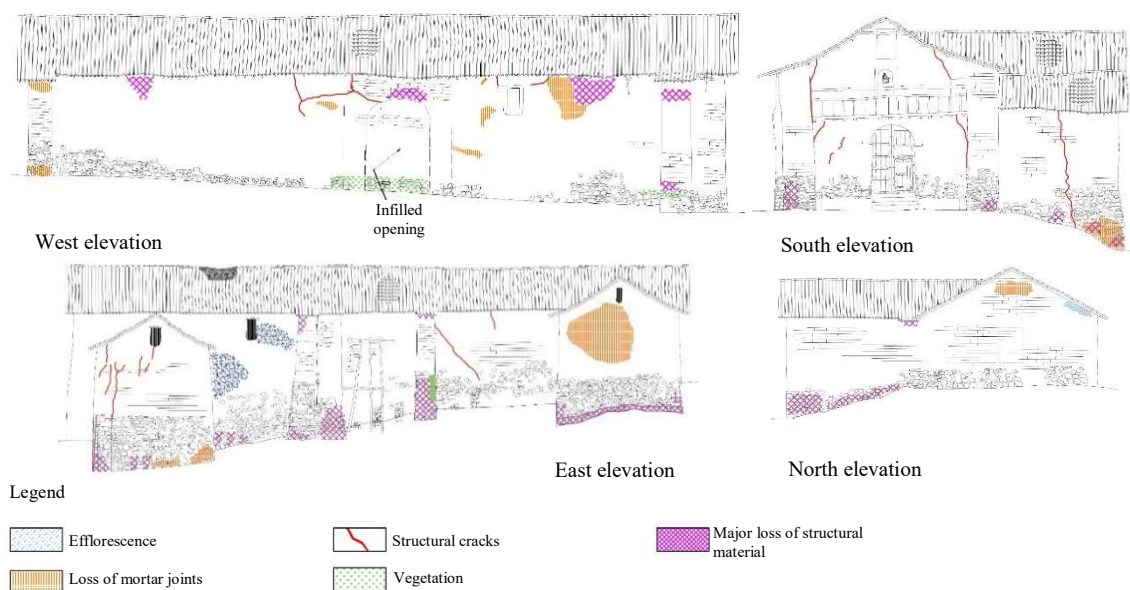 Infilled
opening
West elevation
South elevation
East elevation
North elevation
Legend
Efflorescence
Structural cracks
Major loss of structural
material
Loss of mortar joints
Vegetation